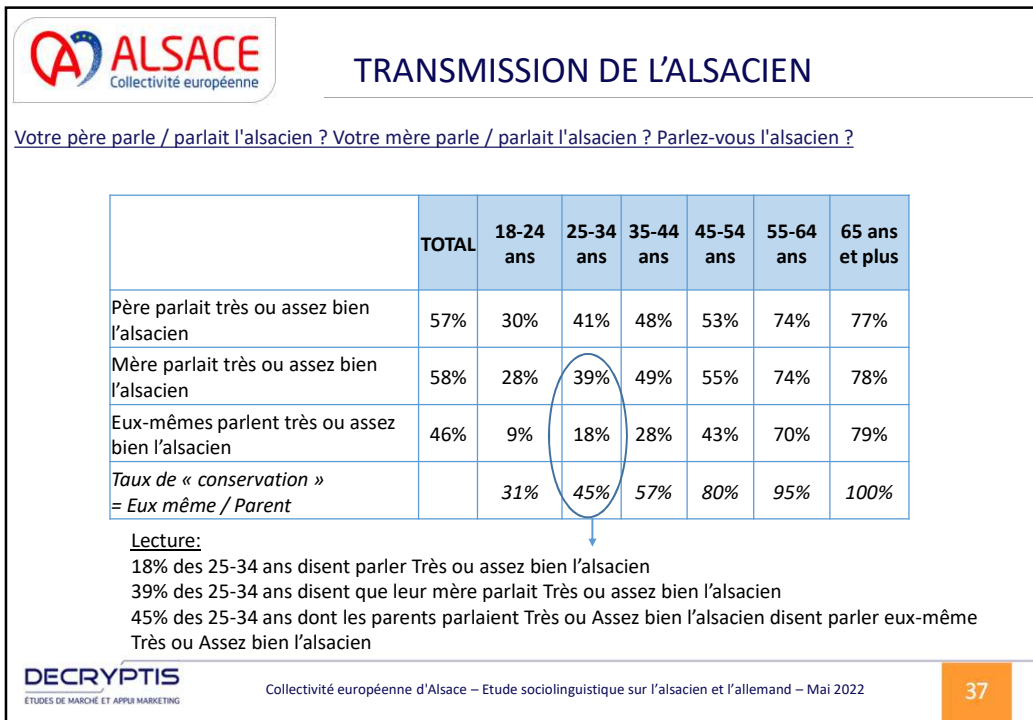 ALSACE
Collectivité européenne
TRANSMISSION DE L’ALSACIEN
Votre père parle / parlait l'alsacien ? Votre mère parle / parlait l'alsacien ? Parlez-vous l'alsacien ?
TOTAL 18-24 ans 25-34 ans 35-44 ans 45-54 ans 55-64 ans 65 ans et plus
Père parlait très ou assez bien l’alsacien 57% 30% 41% 48% 53% 74% 77%
Mère parlait très ou assez bien l’alsacien 58% 28% 39% 49% 55% 74% 78%
Eux-mêmes parlent très ou assez bien l’alsacien 46% 9% 18% 28% 43% 70% 79%
Taux de « conservation » = Eux même / Parent 31% 45% 57% 80% 95% 100%
Lecture:
18% des 25-34 ans disent parler Très ou assez bien l’alsacien
39% des 25-34 ans disent que leur mère parlait Très ou assez bien l’alsacien
45% des 25-34 ans dont les parents parlaient Très ou Assez bien l’alsacien disent parler eux-même
Très ou Assez bien l’alsacien
DECRYPTIS
ÉTUDES DE MARCHÉ ET APPUI MARKETING
Collectivité européenne d'Alsace – Etude sociolinguistique sur l’alsacien et l’allemand – Mai 2022
37